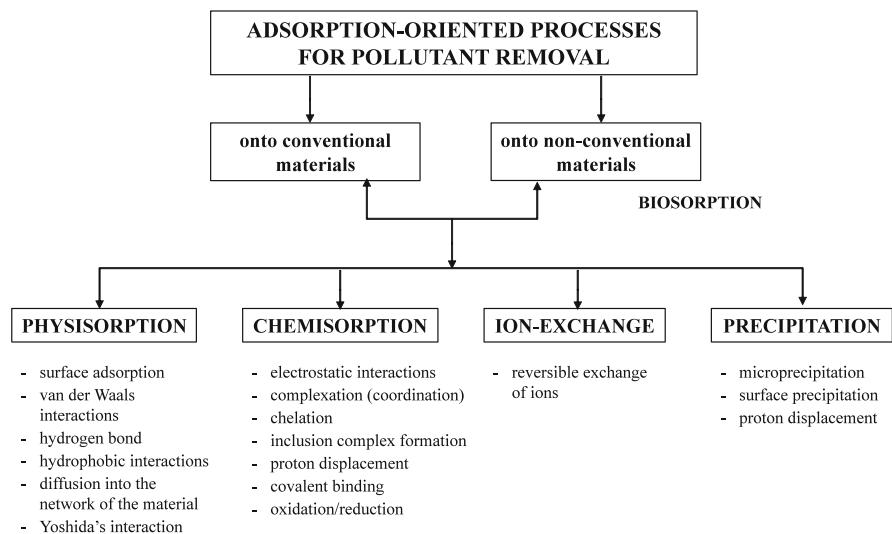 ADSORPTION-ORIENTED PROCESSES
FOR POLLUTANT REMOVAL
onto conventional
materials
onto non-conventional
materials
BIOSORPTION
PHYSISORPTION
- surface adsorption
- van der Waals
interactions
- hydrogen bond
- hydrophobic interactions
- diffusion into the
network of the material
- Yoshida's interaction
CHEMISORPTION
- electrostatic interactions
- complexation (coordination)
- chelation
- inclusion complex formation
- proton displacement
- covalent binding
- oxidation/reduction
ION-EXCHANGE
- reversible exchange
of ions
PRECIPITATION
- microprecipitation
- surface precipitation
- proton displacement